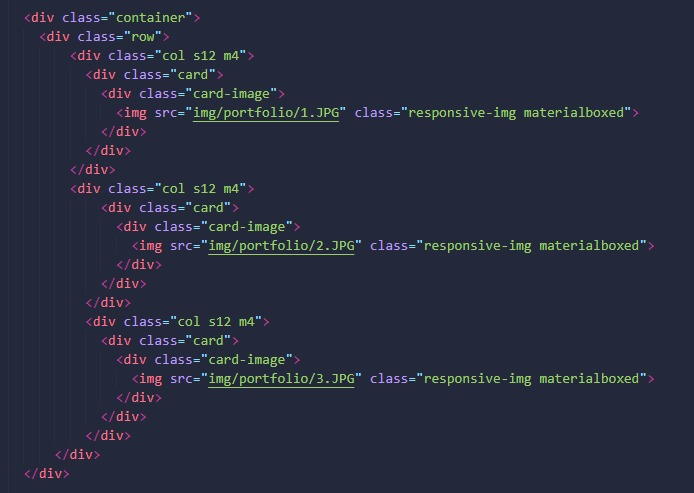 <div class="container">
<div class="row">
<div class="col s12 m4">
<div class="card">
<div class="card-image">
<img src="img/portfolio/1.JPG" class="responsive-img materialboxed">
</div>
</div>
</div>
<div class="col s12 m4">
<div class="card">
<div class="card-image">
<img src="img/portfolio/2.JPG" class="responsive-img materialboxed">
</div>
</div>
</div>
<div class="col s12 m4">
<div class="card">
<div class="card-image">
<img src="img/portfolio/3.JPG" class="responsive-img materialboxed">
</div>
</div>
</div>
</div>
</div>